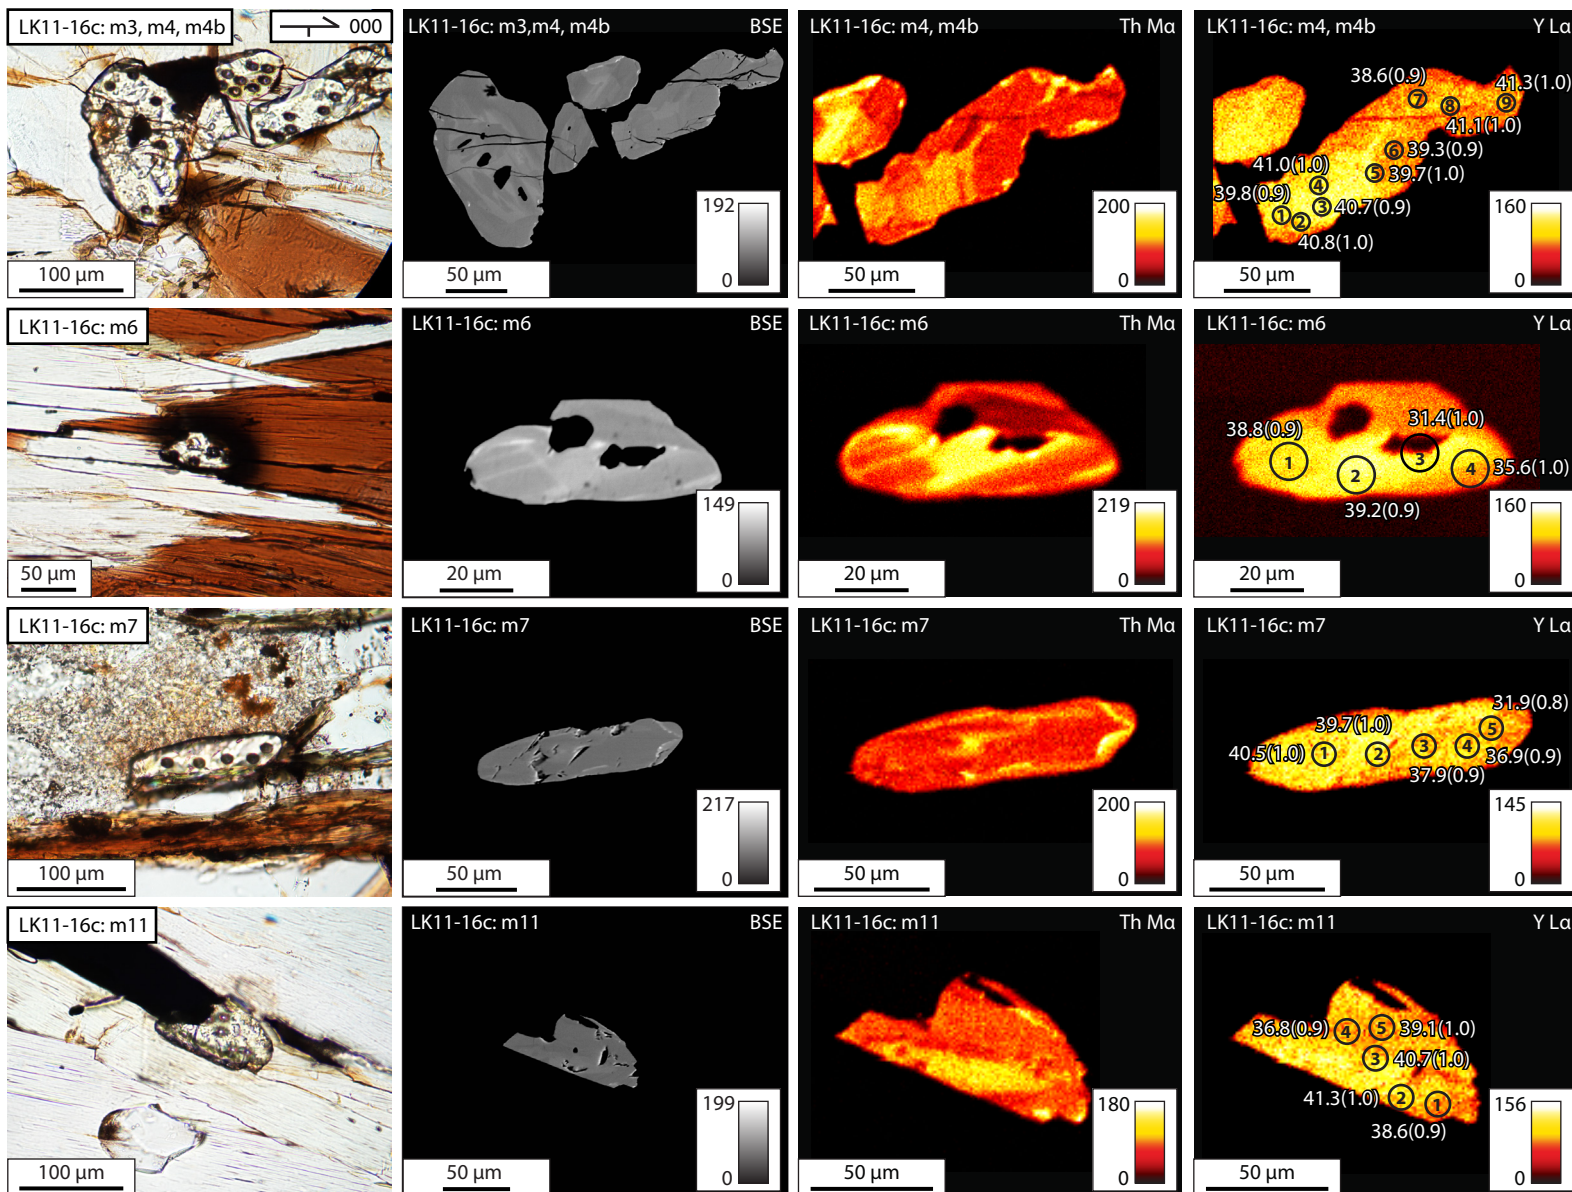 LK11-16c: m3, m4, m4b
000
100 µm
LK11-16c: m3,m4, m4b BSE
192
0
50 µm
LK11-16c: m4, m4b Th Mα
200
0
50 µm
LK11-16c: m4, m4b Y Lα
38.6(0.9)
41.3(1.0)
7
8
9
41.1(1.0)
6 39.3(0.9)
41.0(1.0)
5 39.7(1.0)
4
39.8(0.9)
3 40.7(0.9)
1
2
40.8(1.0)
160
0
50 µm
LK11-16c: m6
50 µm
LK11-16c: m6 BSE
149
0
20 µm
LK11-16c: m6 Th Mα
219
0
20 µm
LK11-16c: m6 Y Lα
31.4(1.0)
38.8(0.9)
1
2
3
4 35.6(1.0)
39.2(0.9)
160
0
20 µm
LK11-16c: m7
100 µm
LK11-16c: m7 BSE
217
0
50 µm
LK11-16c: m7 Th Mα
200
0
50 µm
LK11-16c: m7 Y Lα
31.9(0.8)
39.7(1.0)
5
40.5(1.0) 1
2
3
4
36.9(0.9)
37.9(0.9)
145
0
50 µm
LK11-16c: m11
100 µm
LK11-16c: m11 BSE
199
0
50 µm
LK11-16c: m11 Th Mα
180
0
50 µm
LK11-16c: m11 Y Lα
36.8(0.9) 4 5 39.1(1.0)
3 40.7(1.0)
41.3(1.0) 2 1
38.6(0.9)
156
0
50 µm